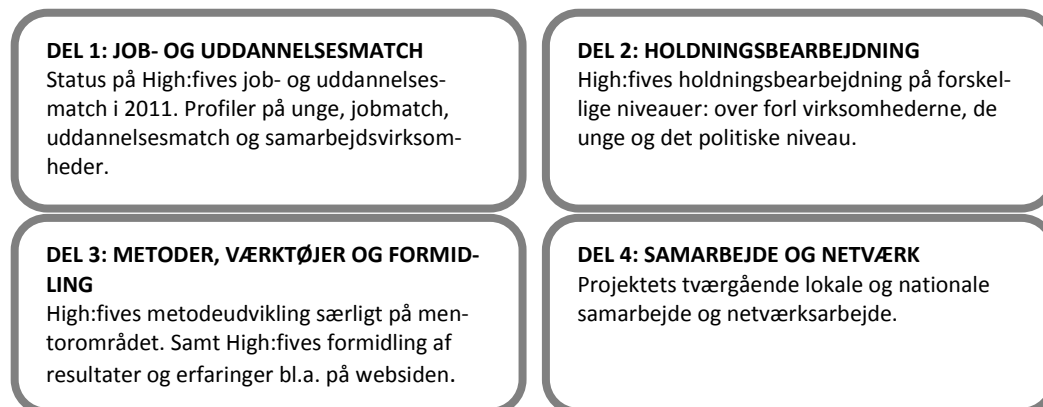 DEL 1: JOB- OG UDDANNELSESMATCH
Status på High:fives job- og uddannelses-
match i 2011. Profiler på unge, jobmatch,
uddannelsesmatch og samarbejdsvirksom-
heder.
DEL 2: HOLDNINGSBEARBEJDNING
High:fives holdningsbearbejdning på forskel-
lige niveauer: over forl virksomhederne, de
unge og det politiske niveau.
DEL 3: METODER, VÆRKTØJER OG FORMID-
LING
High:fives metodeudvikling særligt på men-
torområdet. Samt High:fives formidling af
resultater og erfaringer bl.a. på websiden.
DEL 4: SAMARBEJDE OG NETVÆRK
Projektets tværgående lokale og nationale
samarbejde og netværksarbejde.